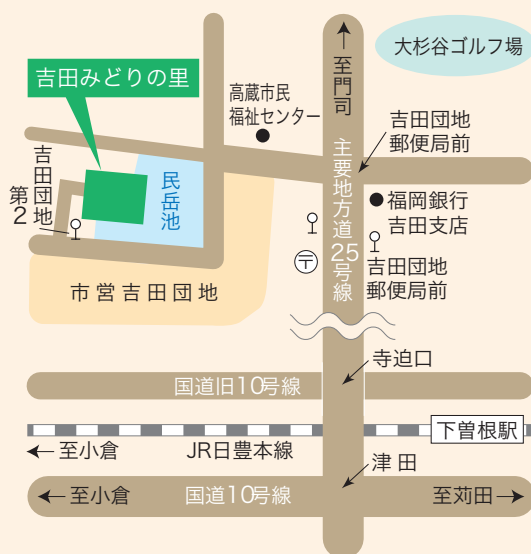 大杉谷ゴルフ場
至門司
吉田みどりの里
高蔵市民
福祉センター
主要地方道25号線
吉田団地
郵便局前
吉田団地
第2
民岳池
福岡銀行
吉田支店
〒
吉田団地
郵便局前
市営吉田団地
寺迫口
国道旧10号線
下曽根駅
←至小倉
JR日豊本線
津田
←至小倉
国道10号線
至苅田→